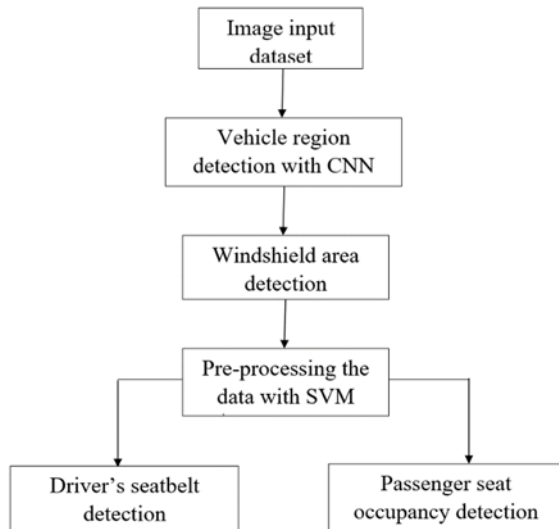 Image input
dataset
Vehicle region
detection with CNN
Windshield area
detection
Pre-processing the
data with SVM
Driver's seatbelt
detection
Passenger seat
occupancy detection